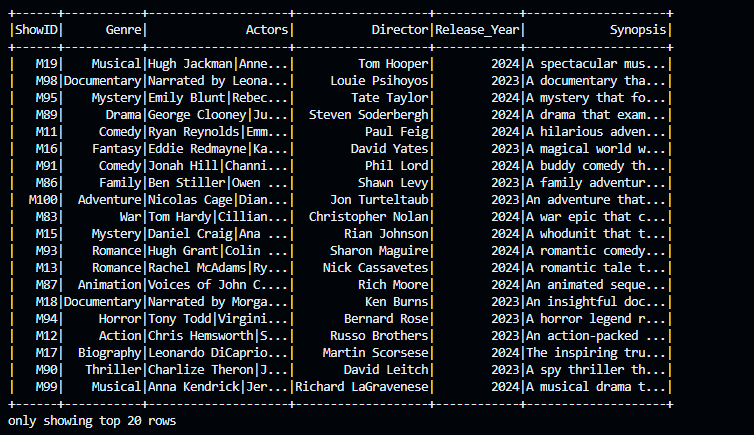 +------+-----------+--------------------+------------------+------------+--------------------+
|ShowID|      Genre|              Actors|          Director|Release_Year|            Synopsis|
+------+-----------+--------------------+------------------+------------+--------------------+
|   M19|    Musical|Hugh Jackman|Anne...|        Tom Hooper|        2024|A spectacular mus...|
|   M98|Documentary|Narrated by Leona...|    Louie Psihoyos|        2023|A documentary tha...|
|   M95|    Mystery|Emily Blunt|Rebec...|       Tate Taylor|        2024|A mystery that fo...|
|   M89|      Drama|George Clooney|Ju...| Steven Soderbergh|        2024|A drama that exam...|
|   M11|     Comedy|Ryan Reynolds|Emm...|         Paul Feig|        2024|A hilarious adven...|
|   M16|    Fantasy|Eddie Redmayne|Ka...|       David Yates|        2023|A magical world w...|
|   M91|     Comedy|Jonah Hill|Channi...|         Phil Lord|        2024|A buddy comedy th...|
|   M86|     Family|Ben Stiller|Owen ...|        Shawn Levy|        2023|A family adventur...|
|  M100|  Adventure|Nicolas Cage|Dian...|    Jon Turteltaub|        2023|An adventure that...|
|   M83|        War|Tom Hardy|Cillian...| Christopher Nolan|        2024|A war epic that c...|
|   M15|    Mystery|Daniel Craig|Ana ...|      Rian Johnson|        2024|A whodunit that t...|
|   M93|    Romance|Hugh Grant|Colin ...|    Sharon Maguire|        2024|A romantic comedy...|
|   M13|    Romance|Rachel McAdams|Ry...|   Nick Cassavetes|        2024|A romantic tale t...|
|   M87|  Animation|Voices of John C....|        Rich Moore|        2024|An animated seque...|
|   M18|Documentary|Narrated by Morga...|         Ken Burns|        2023|An insightful doc...|
|   M94|     Horror|Tony Todd|Virgini...|      Bernard Rose|        2023|A horror legend r...|
|   M12|     Action|Chris Hemsworth|S...|    Russo Brothers|        2023|An action-packed ...|
|   M17|  Biography|Leonardo DiCaprio...|   Martin Scorsese|        2024|The inspiring tru...|
|   M90|   Thriller|Charlize Theron|J...|      David Leitch|        2023|A spy thriller th...|
|   M99|    Musical|Anna Kendrick|Jer...|Richard LaGravenese|        2024|A musical drama t...|
+------+-----------+--------------------+------------------+------------+--------------------+
only showing top 20 rows